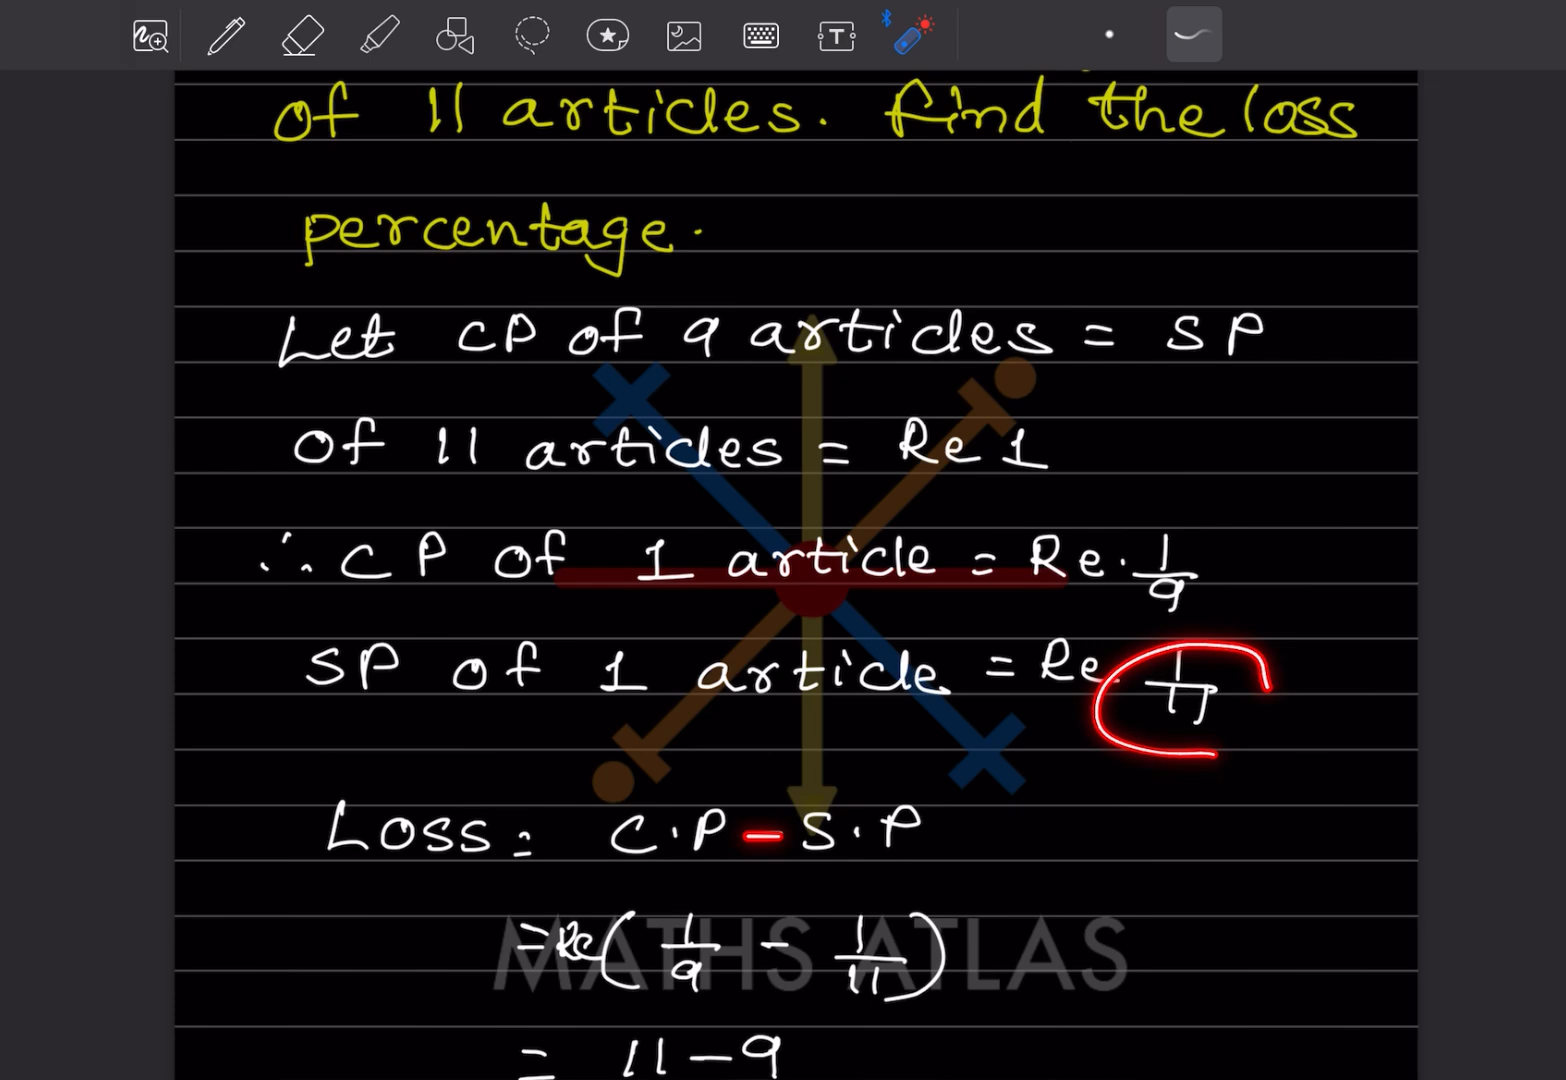 of 11 articles. find the loss
percentage.
Let CP of 9 articles = SP
of 11 articles = Re 1
∴ CP of 1 article = Re. 1/9
SP of 1 article = Re. 1/11
Loss = C.P - S.P
= Re ( 1/9 - 1/11 )
MATHS ATLAS
= 11 - 9